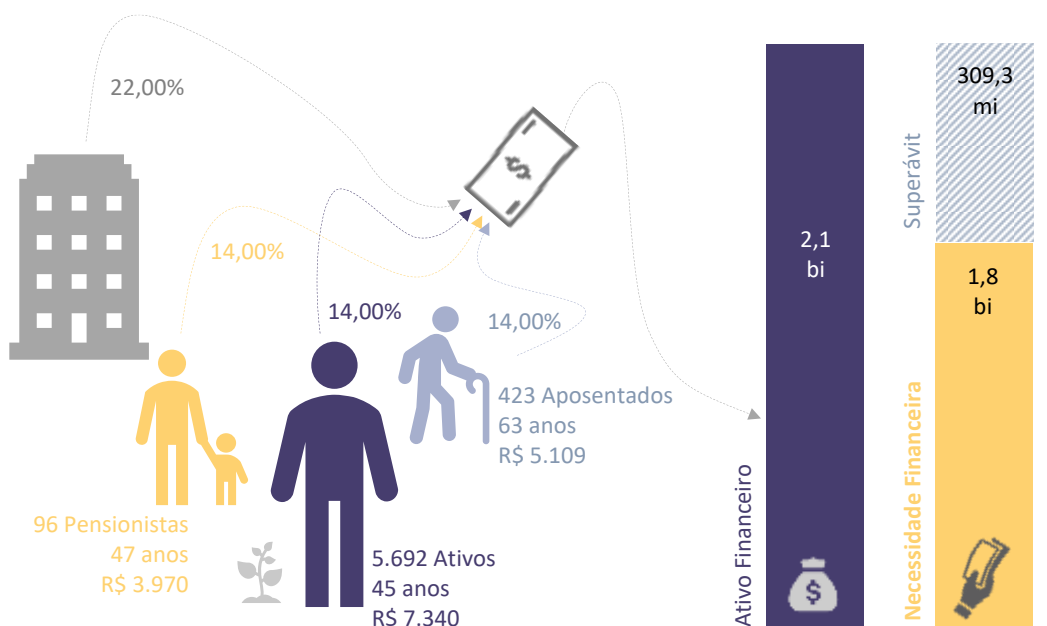 22,00%
14,00%
14,00%
14,00%
423 Aposentados
63 anos
R$ 5.109
96 Pensionistas
47 anos
R$ 3.970
5.692 Ativos
45 anos
R$ 7.340
Ativo Financeiro
2,1
bi
$
Superávit
309,3
mi
Necessidade Financeira
1,8
bi
$